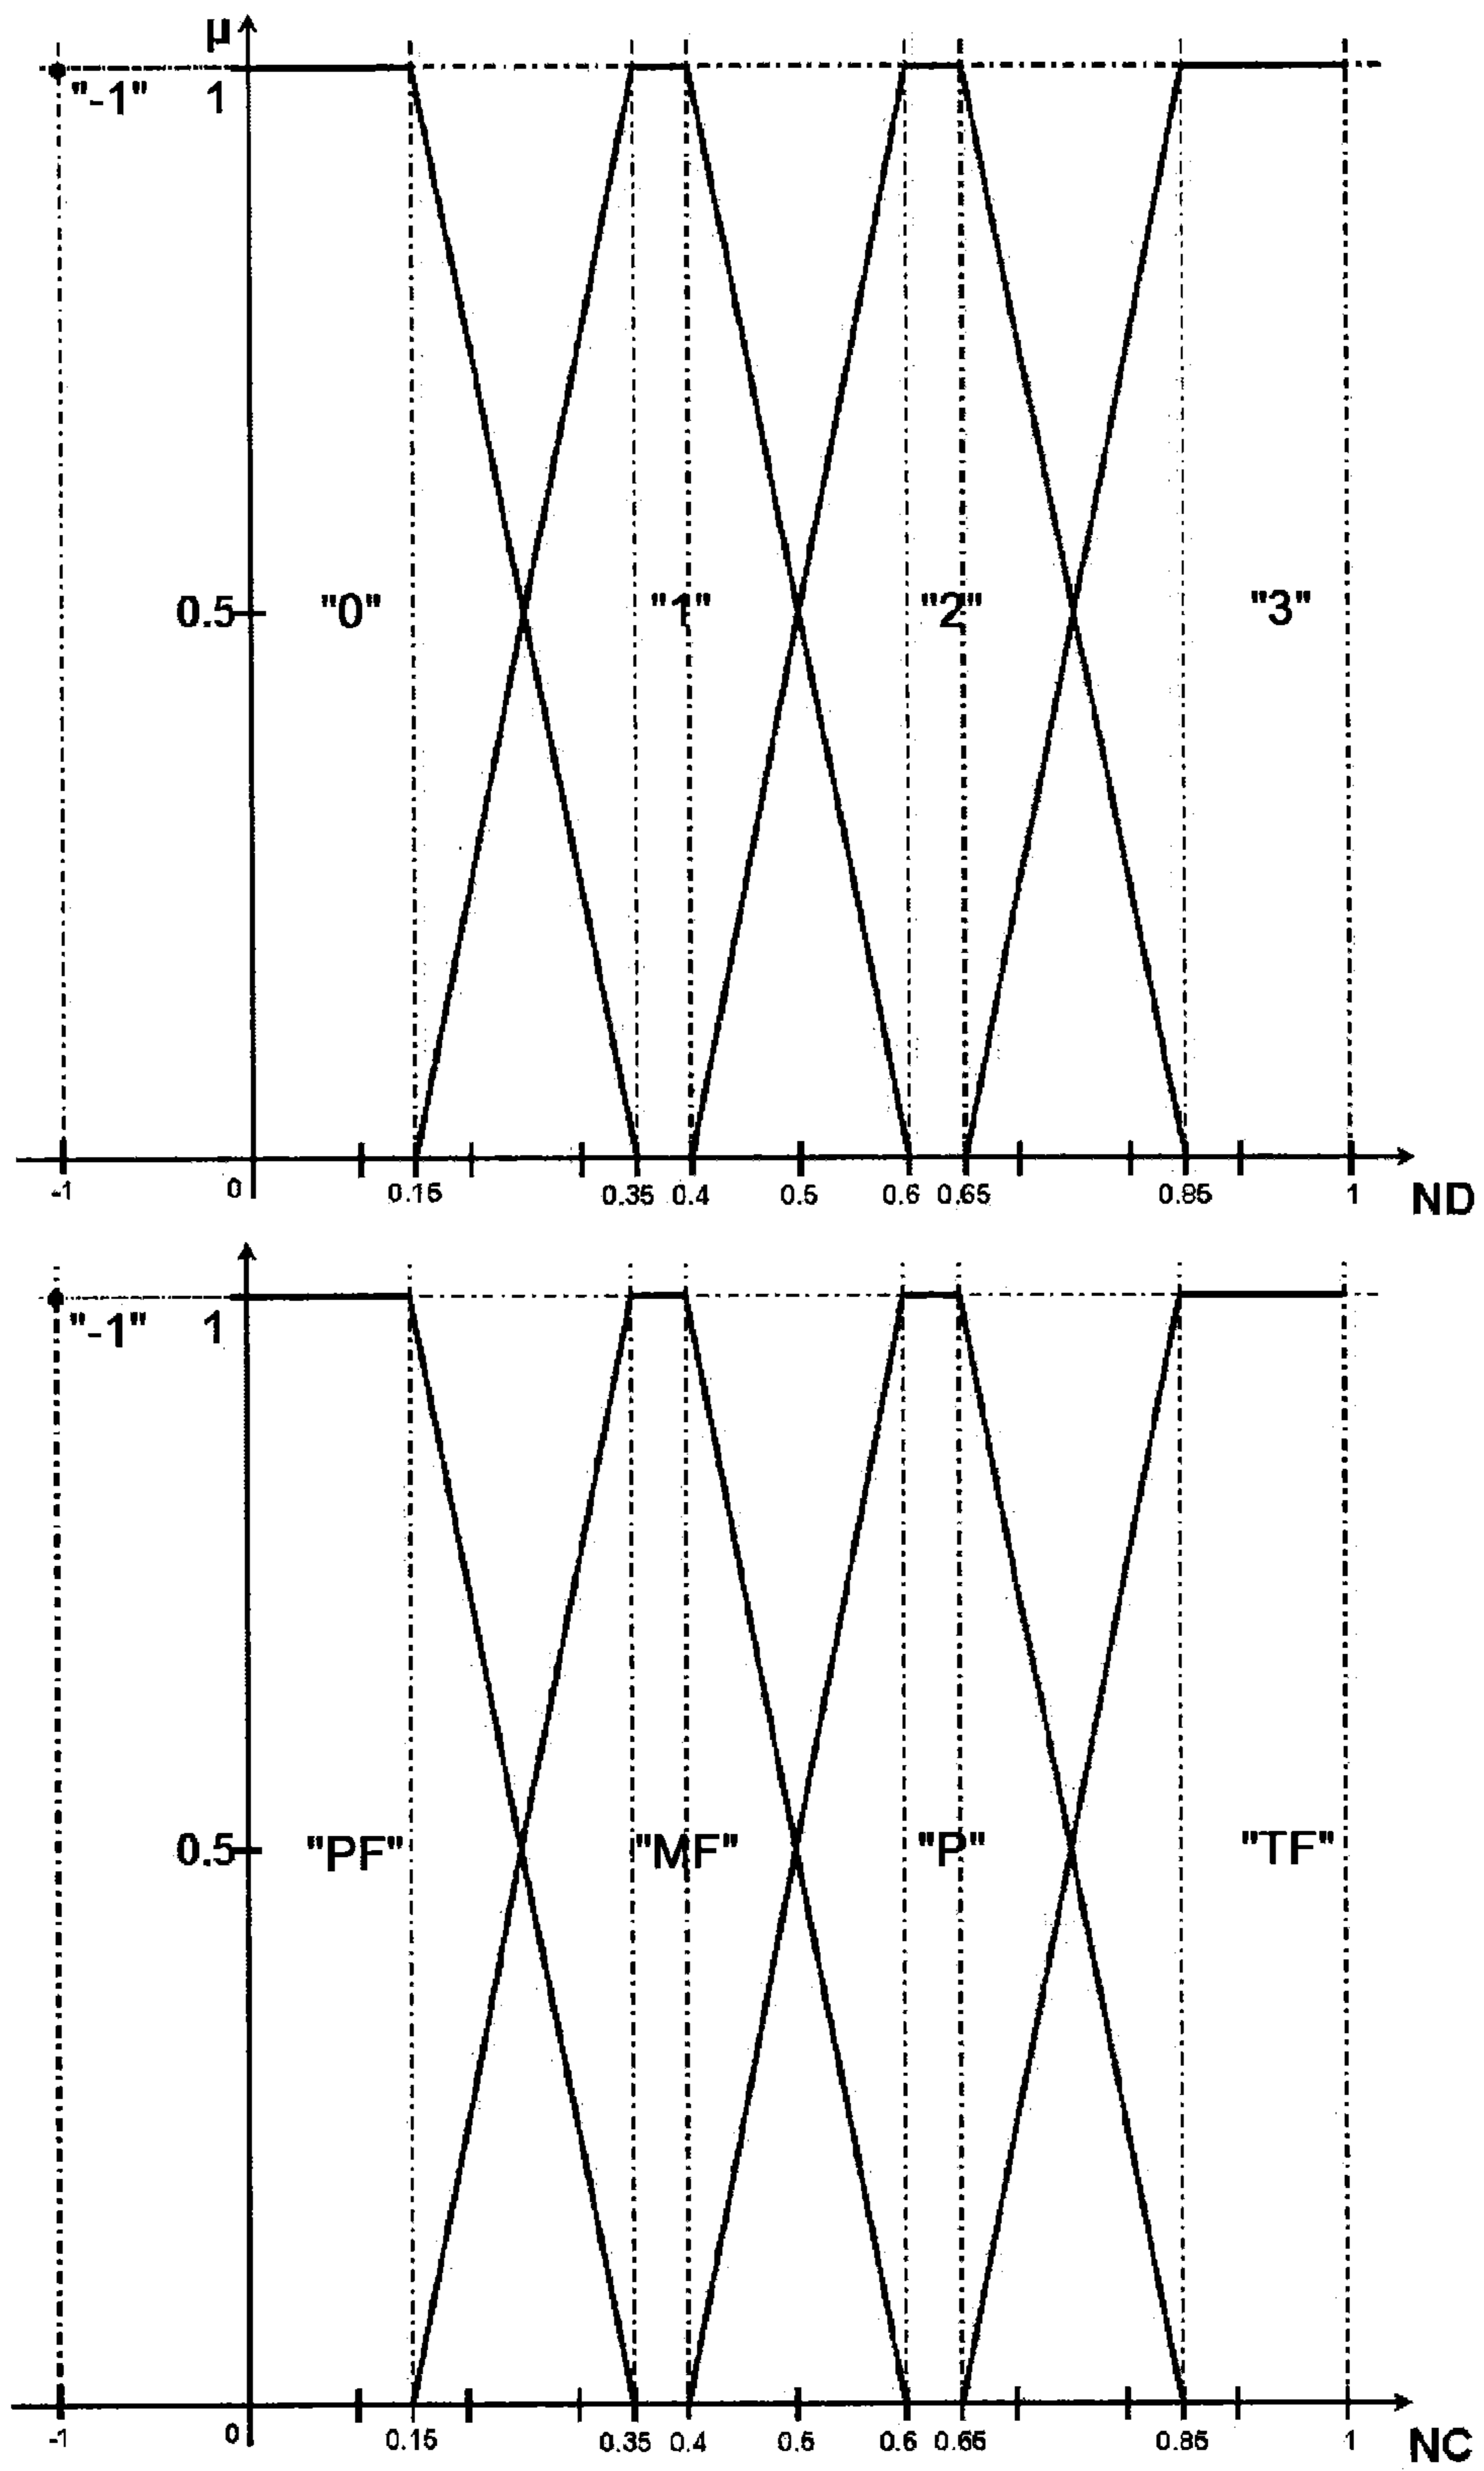 μ
"-1" 1
0.5 "0" "1" "2" "3"
-1 0 0.15 0.35 0.4 0.5 0.6 0.65 0.85 1 ND
"-1" 1
0.5 "PF" "MF" "P" "TF"
-1 0 0.15 0.35 0.4 0.5 0.6 0.65 0.85 1 NC